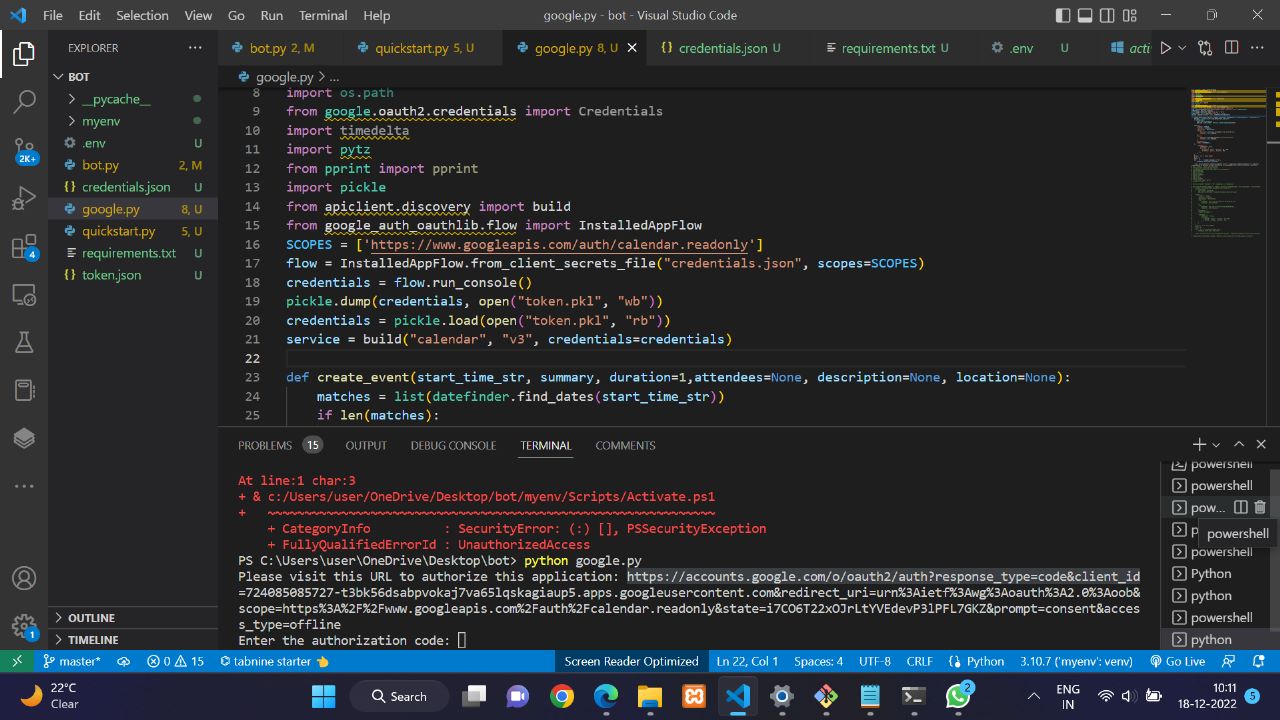 File Edit Selection View Go Run Terminal Help google.py - bot - Visual Studio Code
EXPLORER
BOT
__pycache__
myenv
.env U
bot.py 2, M
credentials.json U
google.py 8, U
quickstart.py 5, U
requirements.txt U
token.json U
OUTLINE
TIMELINE
2K+
4
1
bot.py 2, M quickstart.py 5, U google.py 8, U credentials.json U requirements.txt U .env U acti
google.py > ...
8 import os.path
9 from google.oauth2.credentials import Credentials
10 import timedelta
11 import pytz
12 from pprint import pprint
13 import pickle
14 from apiclient.discovery import build
15 from google_auth_oauthlib.flow import InstalledAppFlow
16 SCOPES = ['https://www.googleapis.com/auth/calendar.readonly']
17 flow = InstalledAppFlow.from_client_secrets_file("credentials.json", scopes=SCOPES)
18 credentials = flow.run_console()
19 pickle.dump(credentials, open("token.pkl", "wb"))
20 credentials = pickle.load(open("token.pkl", "rb"))
21 service = build("calendar", "v3", credentials=credentials)
22
23 def create_event(start_time_str, summary, duration=1,attendees=None, description=None, location=None):
24 matches = list(datefinder.find_dates(start_time_str))
25 if len(matches):
PROBLEMS 15 OUTPUT DEBUG CONSOLE TERMINAL COMMENTS
At line:1 char:3
+ & c:/Users/user/OneDrive/Desktop/bot/myenv/Scripts/Activate.ps1
+ ~~~~~~~~~~~~~~~~~~~~~~~~~~~~~~~~~~~~~~~~~~~~~~~~~~~~~~~~~~~~~
+ CategoryInfo : SecurityError: (:) [], PSSecurityException
+ FullyQualifiedErrorId : UnauthorizedAccess
PS C:\Users\user\OneDrive\Desktop\bot> python google.py
Please visit this URL to authorize this application: https://accounts.google.com/o/oauth2/auth?response_type=code&client_id
=724085085727-t3bk56dsabpvokaj7va65lqskagiaup5.apps.googleusercontent.com&redirect_uri=urn%3Aietf%3Awg%3Aoauth%3A2.0%3Aoob&
scope=https%3A%2F%2Fwww.googleapis.com%2Fauth%2Fcalendar.readonly&state=i7CO6T22xOJrLtYVEdevP3lPFL7GKZ&prompt=consent&acces
s_type=offline
Enter the authorization code:
powershell
powershell
pow...
powershell
powershell
Python
python
powershell
python
master* 0 15 tabnine starter Screen Reader Optimized Ln 22, Col 1 Spaces: 4 UTF-8 CRLF Python 3.10.7 ('myenv': venv) Go Live
22°C
Clear
Search
2
ENG
IN
10:11
18-12-2022
5